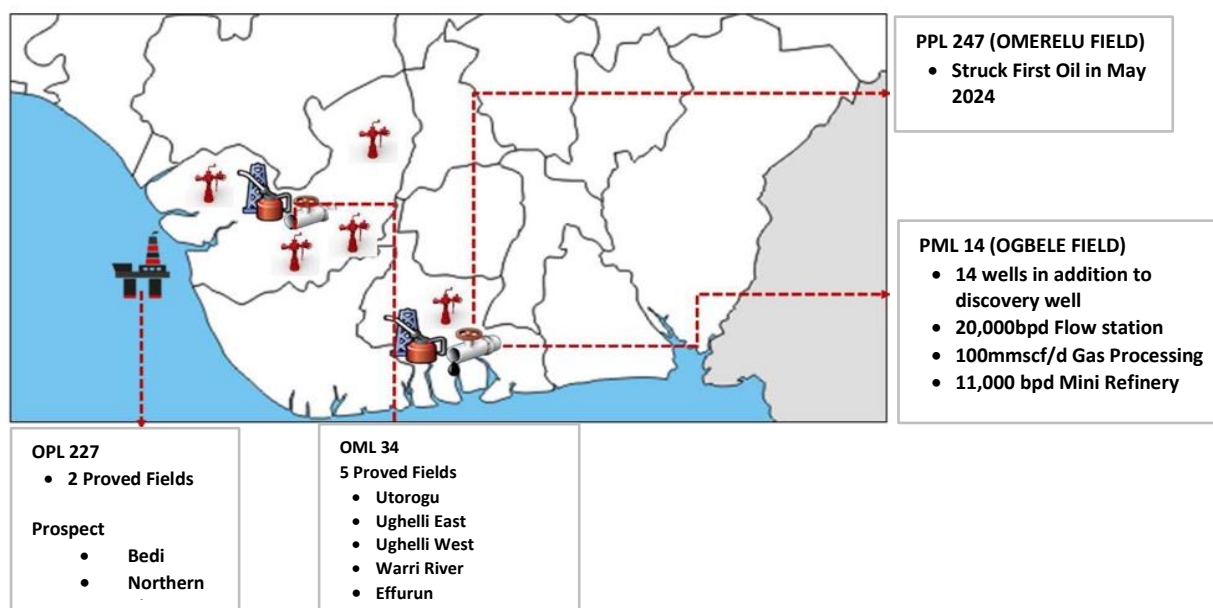 PPL 247 (OMERELU FIELD)
• Struck First Oil in May
2024
PML 14 (OGBELE FIELD)
• 14 wells in addition to
discovery well
• 20,000bpd Flow station
• 100mmscf/d Gas Processing
• 11,000 bpd Mini Refinery
OPL 227
• 2 Proved Fields
Prospect
• Bedi
• Northern
OML 34
5 Proved Fields
• Utorogu
• Ughelli East
• Ughelli West
• Warri River
• Effurun